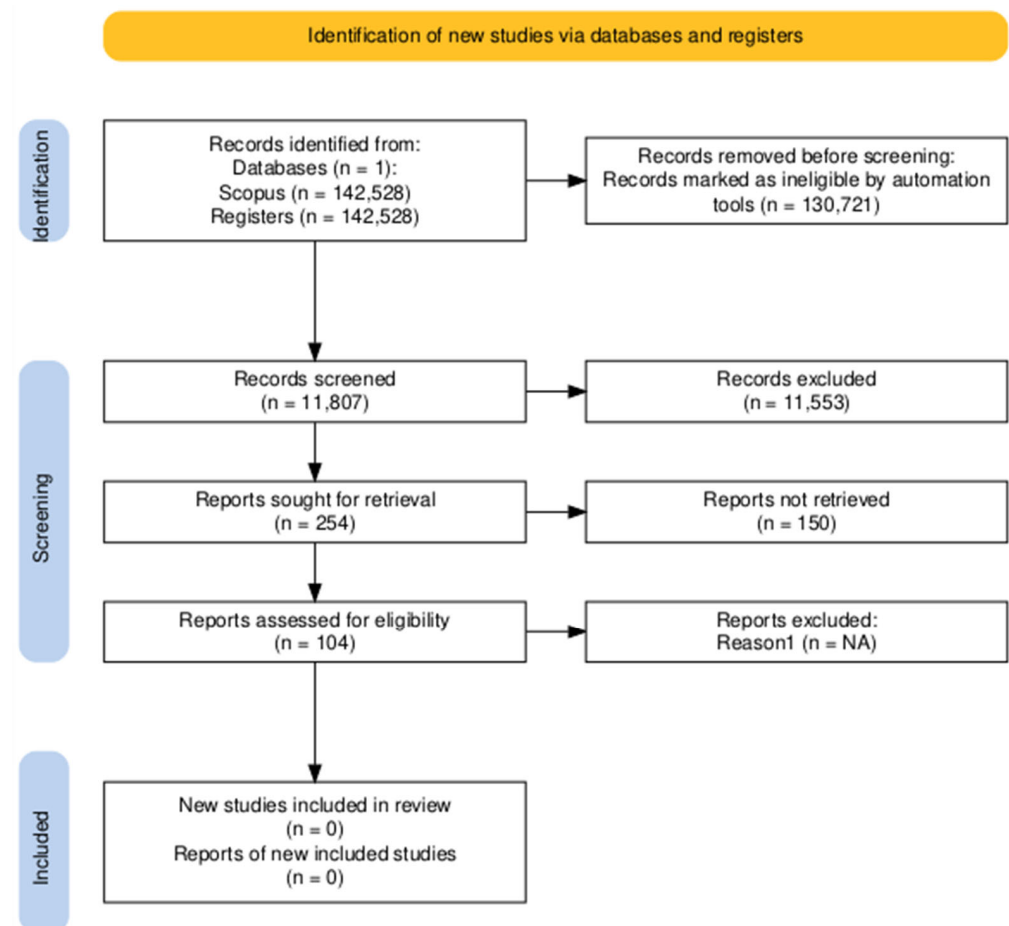 Identification of new studies via databases and registers
Identification
Records identified from:
Databases (n = 1):
Scopus (n = 142,528)
Registers (n = 142,528)
Records removed before screening:
Records marked as ineligible by automation
tools (n = 130,721)
Screening
Records screened
(n = 11,807)
Records excluded
(n = 11,553)
Reports sought for retrieval
(n = 254)
Reports not retrieved
(n = 150)
Reports assessed for eligibility
(n = 104)
Reports excluded:
Reason1 (n = NA)
Included
New studies included in review
(n = 0)
Reports of new included studies
(n = 0)